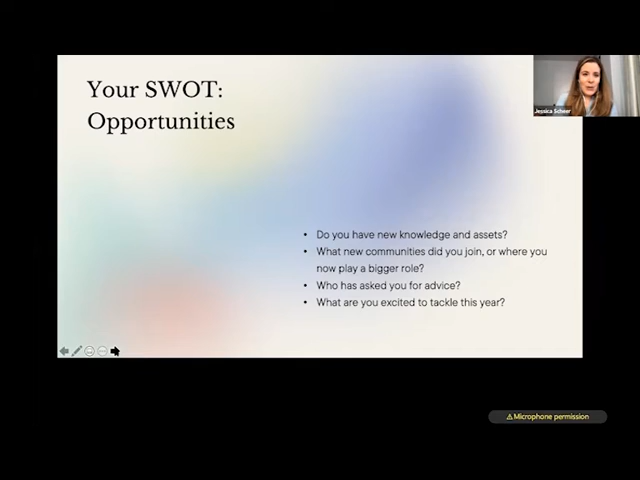 Your SWOT:
Opportunities
Jessica Scheer
• Do you have new knowledge and assets?
• What new communities did you join, or where you
now play a bigger role?
• Who has asked you for advice?
• What are you excited to tackle this year?
⚠ Microphone permission